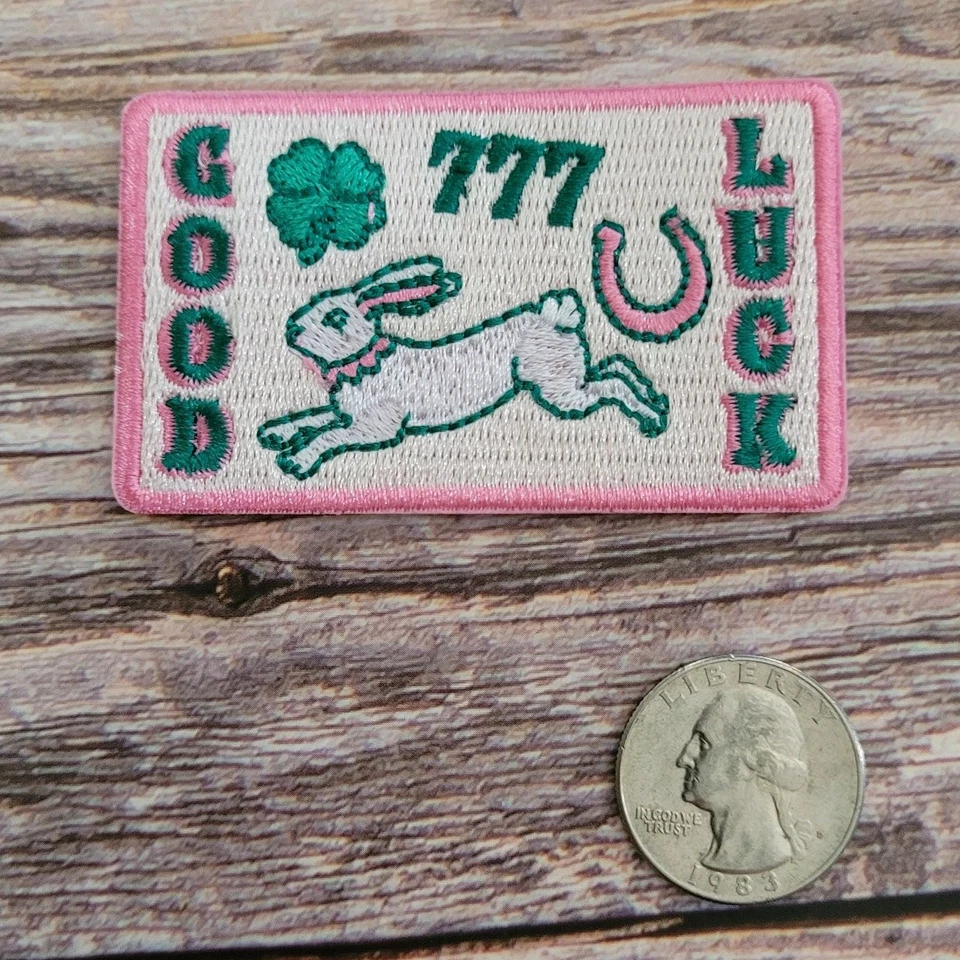 GOOD
777
LUCK
LIBERTY
IN GOD WE
TRUST
1983